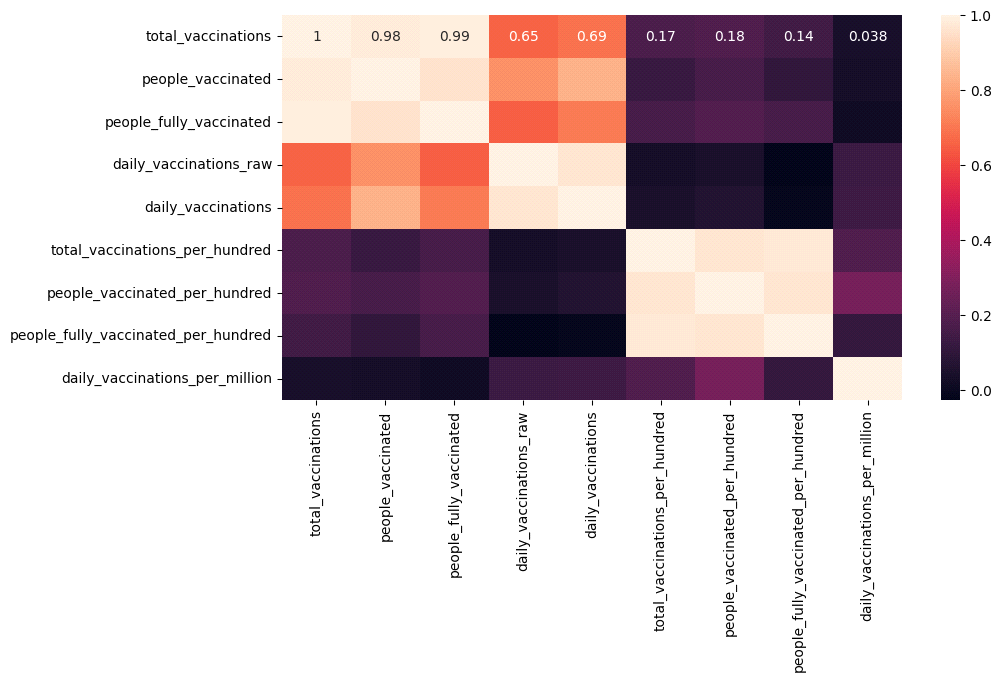 total_vaccinations 1 0.98 0.99 0.65 0.69 0.17 0.18 0.14 0.038
people_vaccinated
people_fully_vaccinated
daily_vaccinations_raw
daily_vaccinations
total_vaccinations_per_hundred
people_vaccinated_per_hundred
people_fully_vaccinated_per_hundred
daily_vaccinations_per_million
total_vaccinations
people_vaccinated
people_fully_vaccinated
daily_vaccinations_raw
daily_vaccinations
total_vaccinations_per_hundred
people_vaccinated_per_hundred
people_fully_vaccinated_per_hundred
daily_vaccinations_per_million
1.0
0.8
0.6
0.4
0.2
0.0